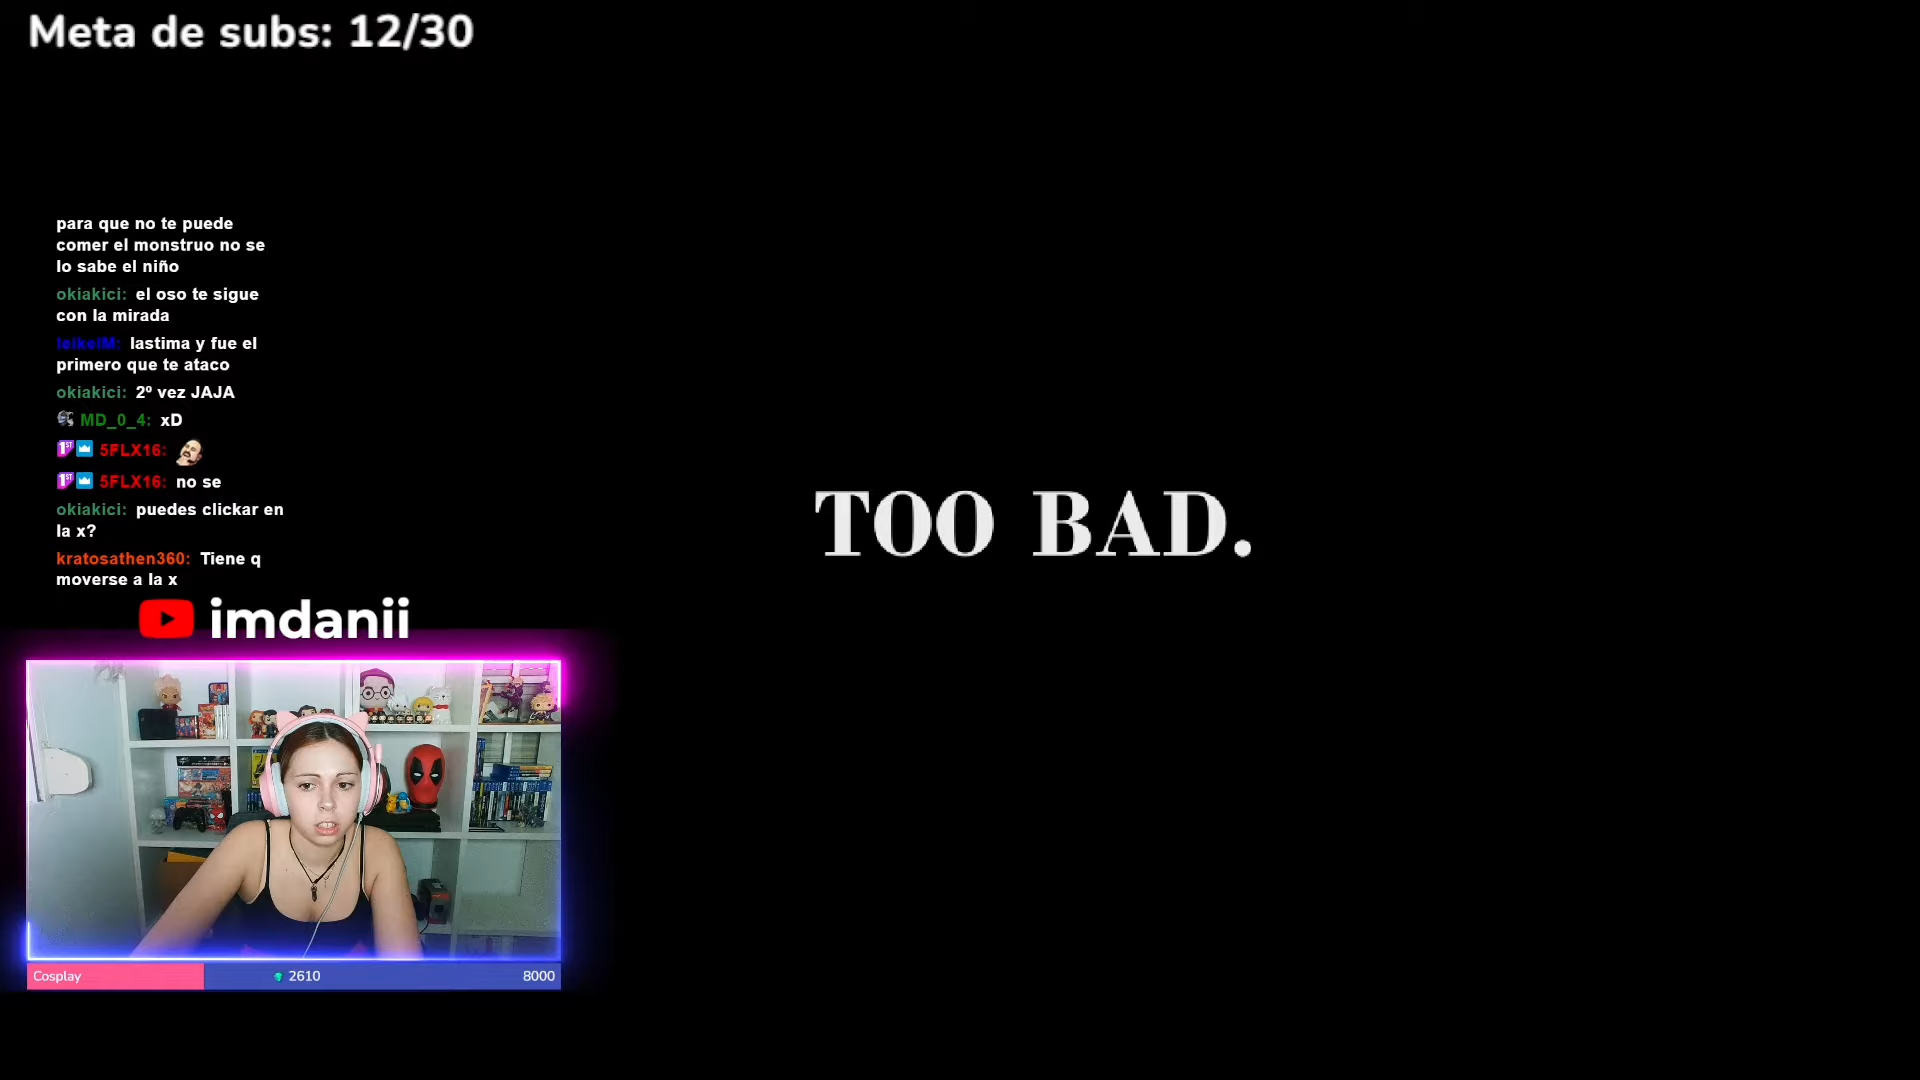 Meta de subs: 12/30
para que no te puede
comer el monstruo no se
lo sabe el niño
okiakici: el oso te sigue
con la mirada
leikelM: lastima y fue el
primero que te ataco
okiakici: 2º vez JAJA
MD_0_4: xD
1ST 5FLX16:
1ST 5FLX16: no se
okiakici: puedes clickar en
la x?
kratosathen360: Tiene q
moverse a la x
imdanii
TOO BAD.
Cosplay 2610 8000